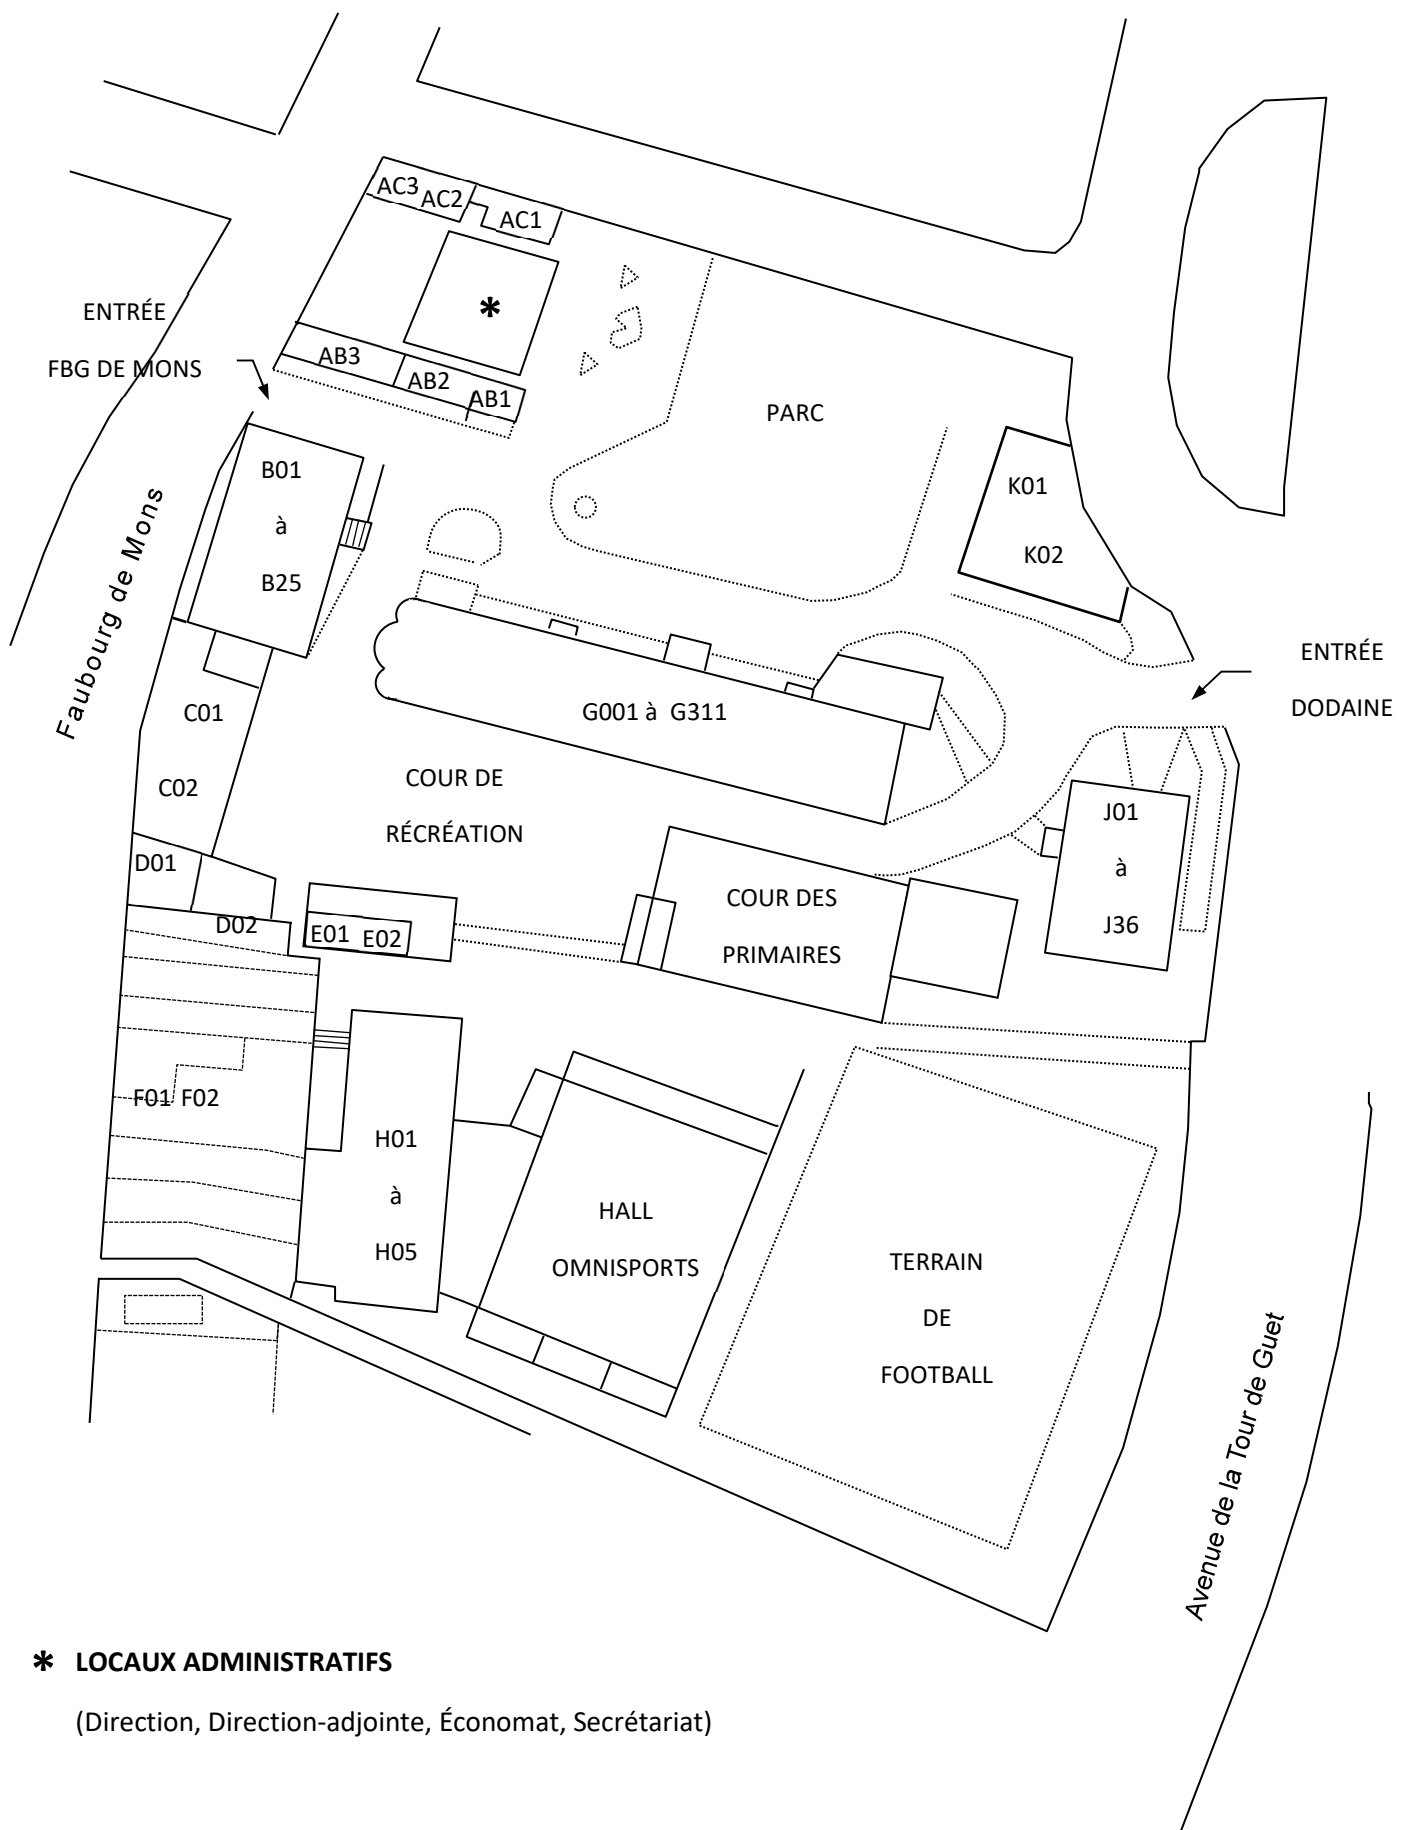 AC3
AC2
AC1
*
ENTRÉE
FBG DE MONS
AB3
AB2
AB1
PARC
B01
à
B25
K01
K02
Faubourg de Mons
ENTRÉE
DODAINE
G001 à G311
C01
C02
COUR DE
RÉCRÉATION
J01
à
J36
D01
D02
E01 E02
COUR DES
PRIMAIRES
F01 F02
H01
à
H05
HALL
OMNISPORTS
TERRAIN
DE
FOOTBALL
Avenue de la Tour de Guet
* LOCAUX ADMINISTRATIFS
(Direction, Direction-adjointe, Économat, Secrétariat)